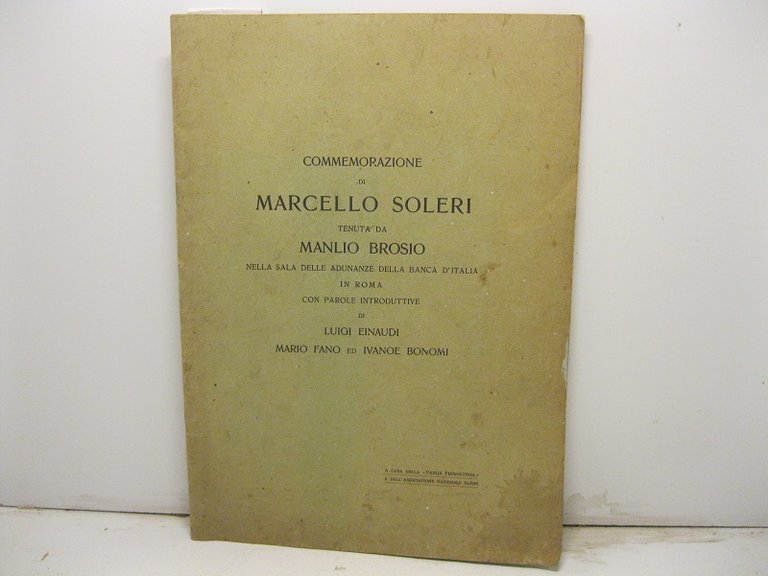 COMMEMORAZIONE
DI
MARCELLO SOLERI
TENUTA DA
MANLIO BROSIO
NELLA SALA DELLE ADUNANZE DELLA BANCA D'ITALIA
IN ROMA
CON PAROLE INTRODUTTIVE
DI
LUIGI EINAUDI
MARIO FANO ED IVANOE BONOMI
A CURA DELLA «FAMIJA PIEMONTEISA»
E DELL'ASSOCIAZIONE NAZIONALE ALPINI